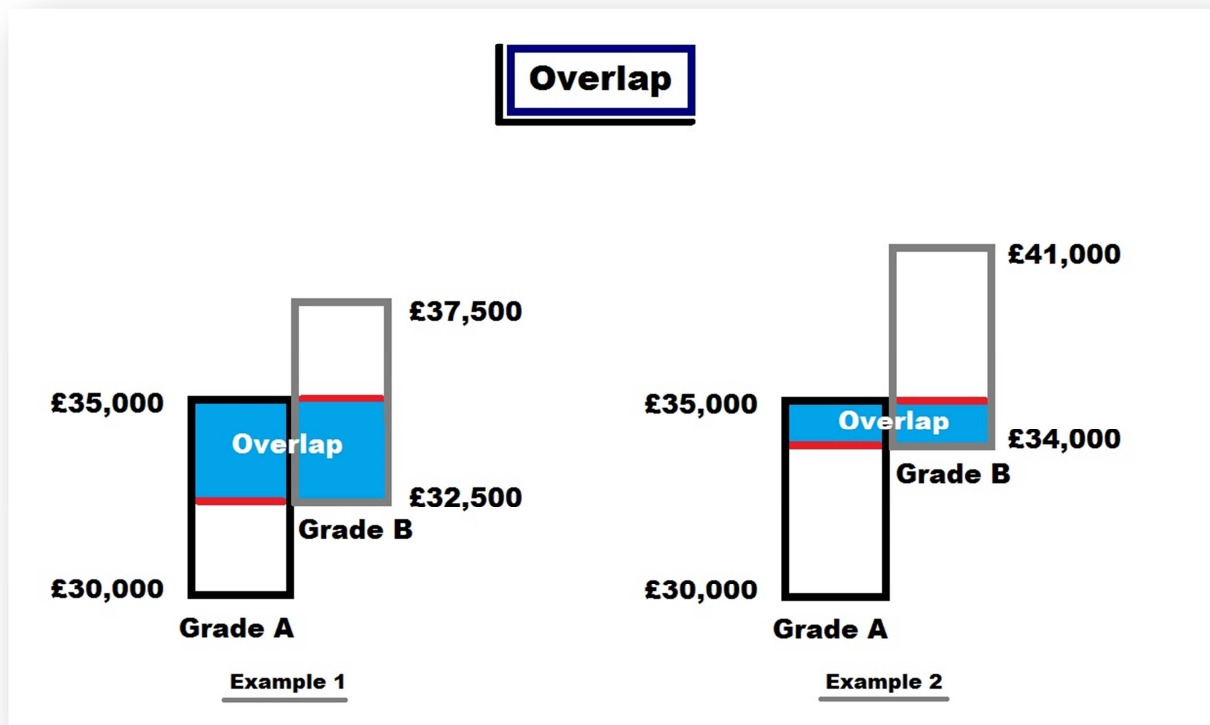 Overlap
£37,500
£35,000
Overlap
£32,500
Grade B
£30,000
Grade A
Example 1
£41,000
£35,000
Overlap
£34,000
Grade B
£30,000
Grade A
Example 2